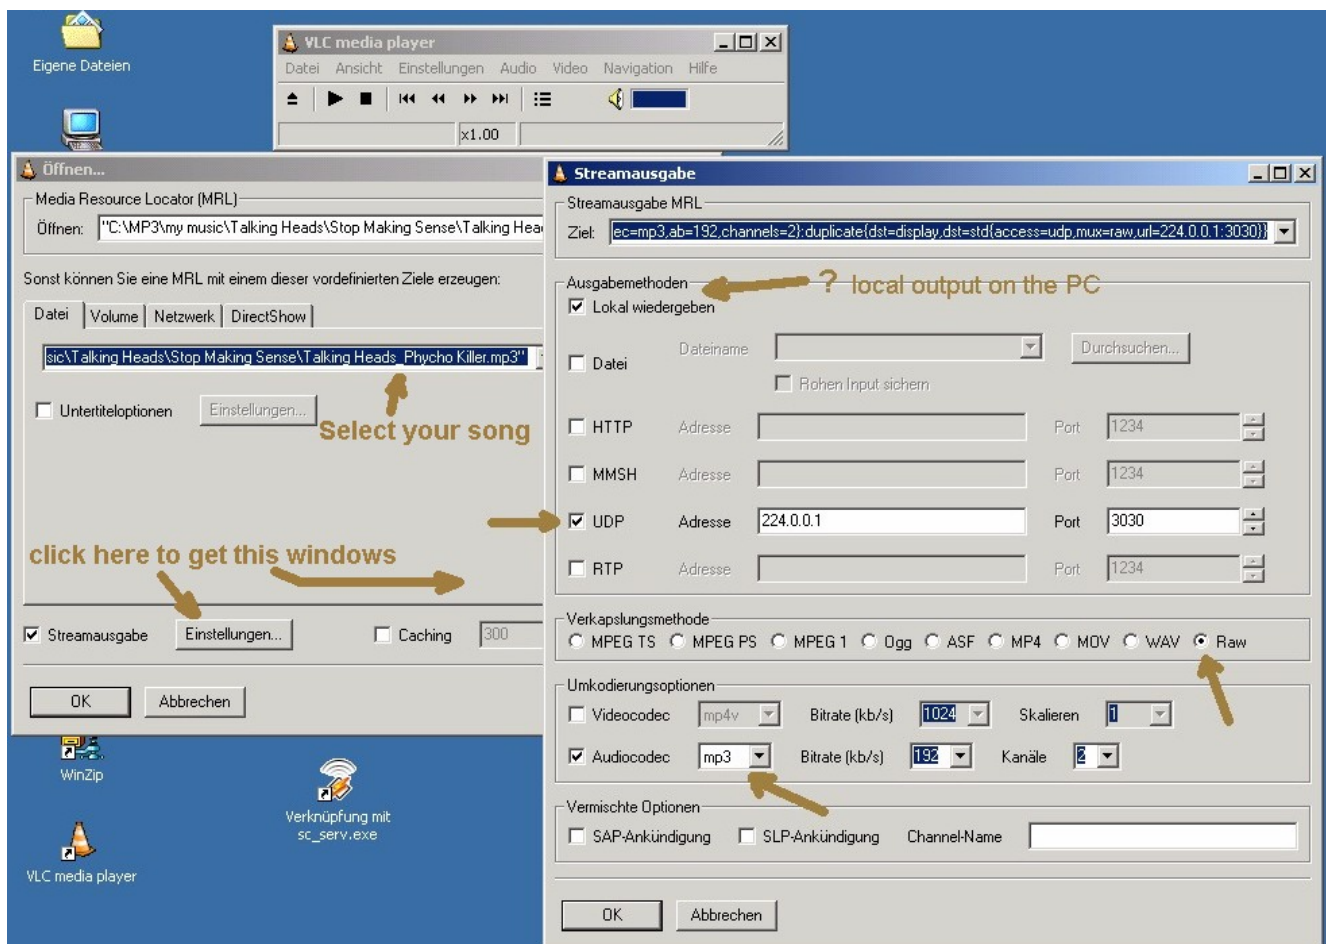 Eigene Dateien
VLC media player
Datei Ansicht Einstellungen Audio Video Navigation Hilfe
x1.00
Öffnen...
Media Resource Locator (MRL)
Öffnen: "C:\MP3\my music\Talking Heads\Stop Making Sense\Talking Hea
Sonst können Sie eine MRL mit einem dieser vordefinierten Ziele erzeugen:
Datei Volume Netzwerk DirectShow
sic\Talking Heads\Stop Making Sense\Talking Heads_Phycho Killer.mp3"
Untertiteloptionen Einstellungen...
Select your song
click here to get this windows
Streamausgabe Einstellungen... Caching 300
OK Abbrechen
Streamausgabe
Streamausgabe MRL
Ziel: ec=mp3,ab=192,channels=2}:duplicate{dst=display,dst=std{access=udp,mux=raw,url=224.0.0.1:3030}}
Ausgabemethoden ? local output on the PC
Lokal wiedergeben
Datei Dateiname Durchsuchen...
Rohen Input sichern
HTTP Adresse Port 1234
MMSH Adresse Port 1234
UDP Adresse 224.0.0.1 Port 3030
RTP Adresse Port 1234
Verkapslungsmethode
MPEG TS MPEG PS MPEG 1 Ogg ASF MP4 MOV WAV Raw
Umkodierungsoptionen
Videocodec mp4v Bitrate (kb/s) 1024 Skalieren 1
Audiocodec mp3 Bitrate (kb/s) 192 Kanäle 2
Vermischte Optionen
SAP-Ankündigung SLP-Ankündigung Channel-Name
OK Abbrechen
WinZip
Verknüpfung mit
sc_serv.exe
VLC media player